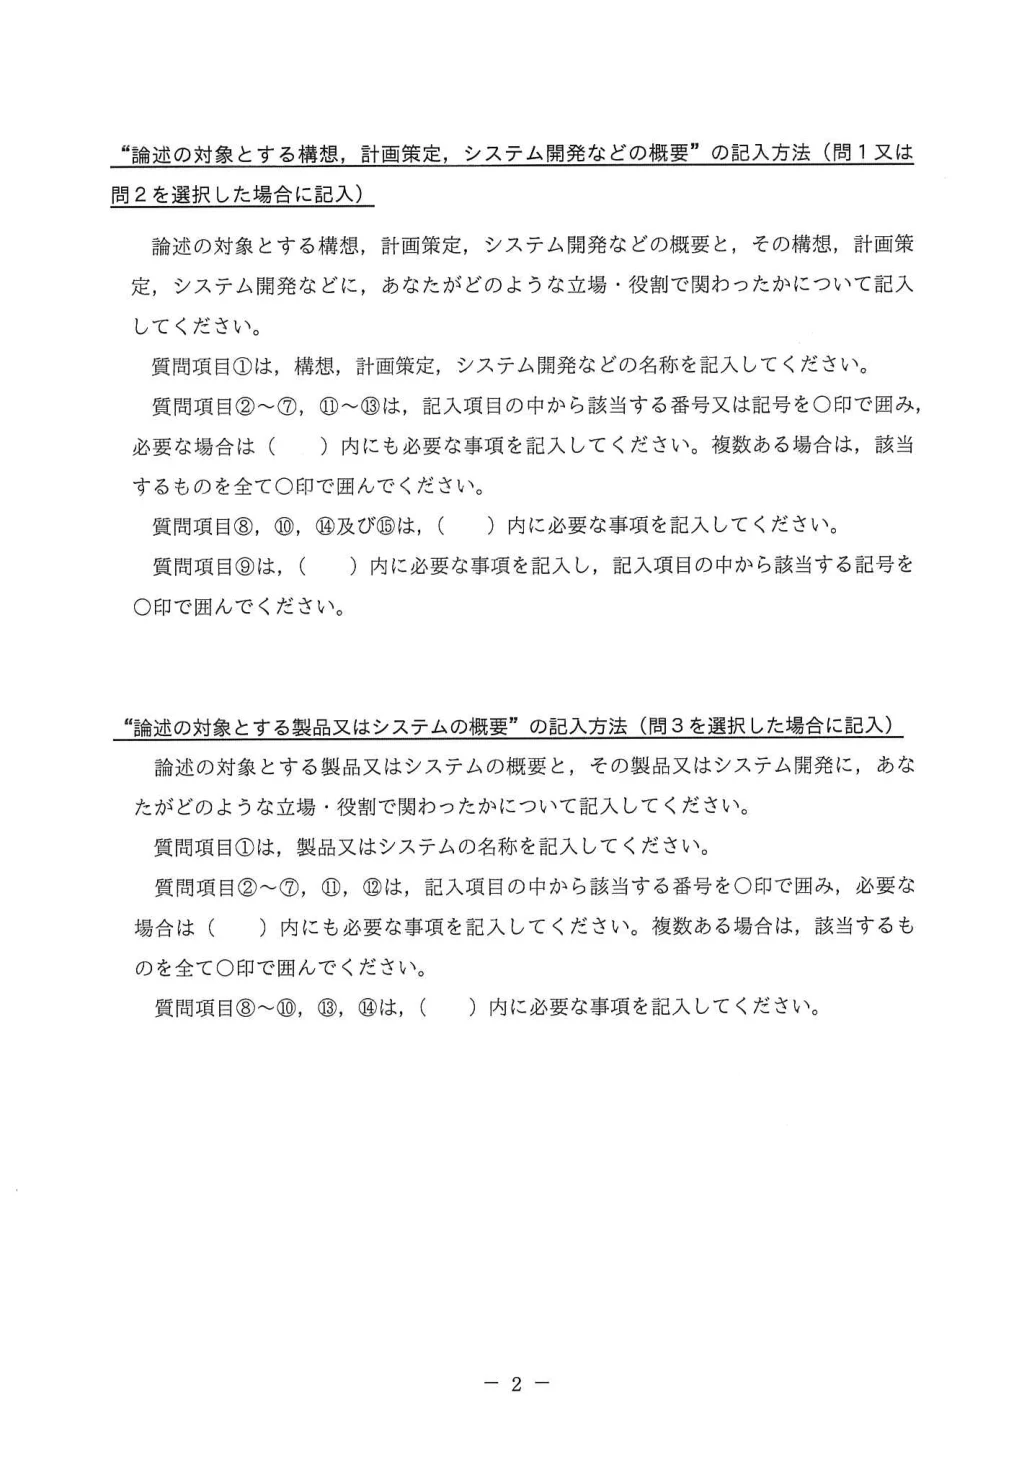 “論述の対象とする構想，計画策定，システム開発などの概要”の記入方法（問１又は
問２を選択した場合に記入）
論述の対象とする構想，計画策定，システム開発などの概要と，その構想，計画策
定，システム開発などに，あなたがどのような立場・役割で関わったかについて記入
してください。
質問項目①は，構想，計画策定，システム開発などの名称を記入してください。
質問項目②～⑦，⑪～⑬は，記入項目の中から該当する番号又は記号を○印で囲み，
必要な場合は（　　）内にも必要な事項を記入してください。複数ある場合は，該当
するものを全て○印で囲んでください。
質問項目⑧，⑩，⑭及び⑮は，（　　）内に必要な事項を記入してください。
質問項目⑨は，（　　）内に必要な事項を記入し，記入項目の中から該当する記号を
○印で囲んでください。
“論述の対象とする製品又はシステムの概要”の記入方法（問３を選択した場合に記入）
論述の対象とする製品又はシステムの概要と，その製品又はシステム開発に，あな
たがどのような立場・役割で関わったかについて記入してください。
質問項目①は，製品又はシステムの名称を記入してください。
質問項目②～⑦，⑪，⑫は，記入項目の中から該当する番号を○印で囲み，必要な
場合は（　　）内にも必要な事項を記入してください。複数ある場合は，該当するも
のを全て○印で囲んでください。
質問項目⑧～⑩，⑬，⑭は，（　　）内に必要な事項を記入してください。
－ 2 －